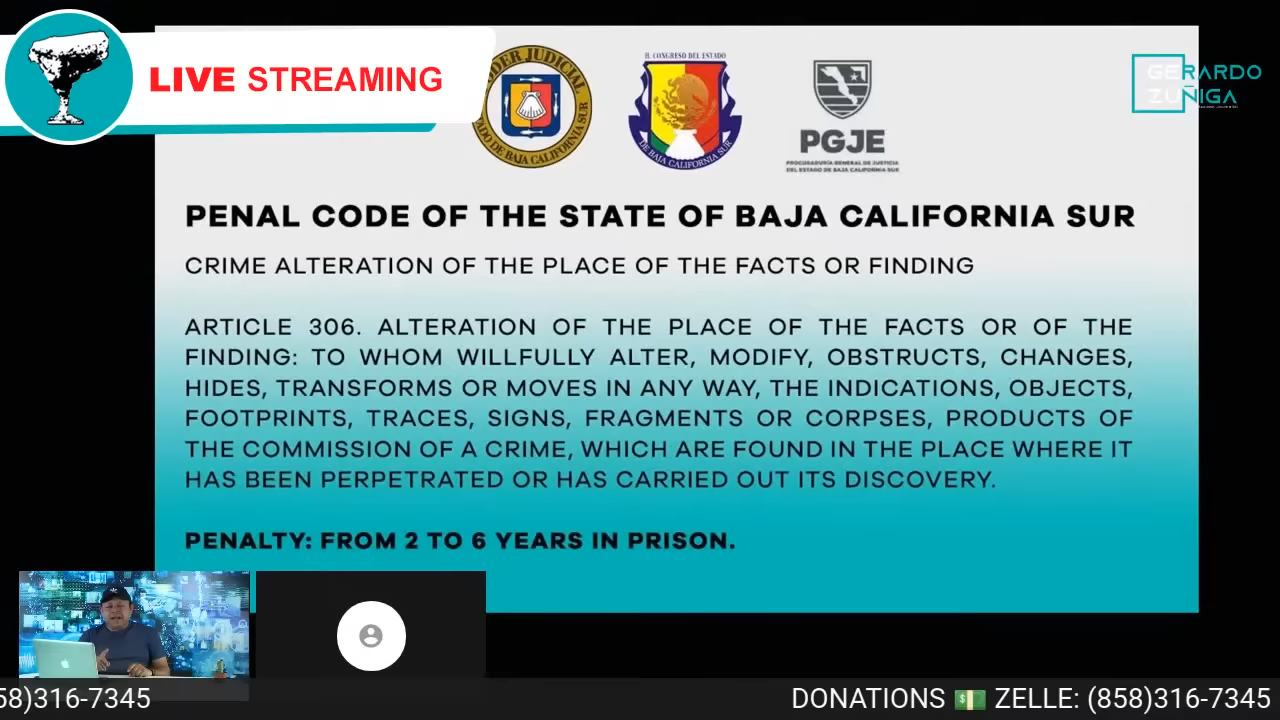 LIVE STREAMING
PODER JUDICIAL
ESTADO DE BAJA CALIFORNIA SUR
H. CONGRESO DEL ESTADO
DE BAJA CALIFORNIA SUR
PGJE
PROCURADURÍA GENERAL DE JUSTICIA
DEL ESTADO DE BAJA CALIFORNIA SUR
GERARDO
ZUÑIGA
PENAL CODE OF THE STATE OF BAJA CALIFORNIA SUR
CRIME ALTERATION OF THE PLACE OF THE FACTS OR FINDING
ARTICLE 306. ALTERATION OF THE PLACE OF THE FACTS OR OF THE
FINDING: TO WHOM WILLFULLY ALTER, MODIFY, OBSTRUCTS, CHANGES,
HIDES, TRANSFORMS OR MOVES IN ANY WAY, THE INDICATIONS, OBJECTS,
FOOTPRINTS, TRACES, SIGNS, FRAGMENTS OR CORPSES, PRODUCTS OF
THE COMMISSION OF A CRIME, WHICH ARE FOUND IN THE PLACE WHERE IT
HAS BEEN PERPETRATED OR HAS CARRIED OUT ITS DISCOVERY.
PENALTY: FROM 2 TO 6 YEARS IN PRISON.
58)316-7345
DONATIONS 💵 ZELLE: (858)316-7345